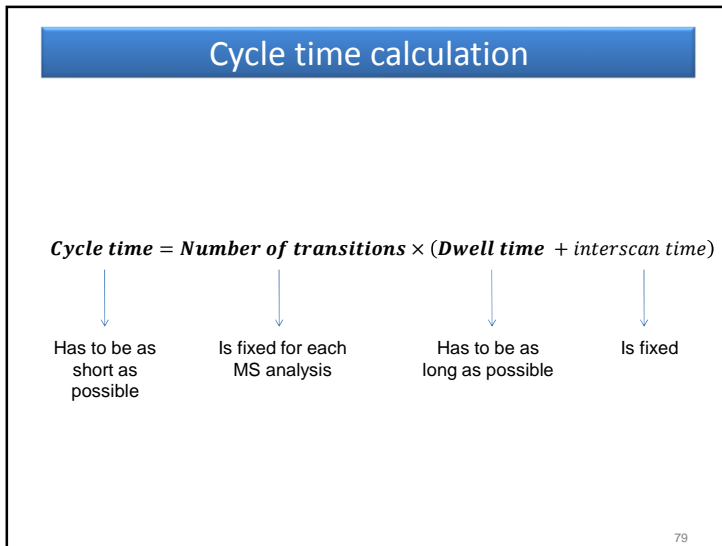 Cycle time calculation
Cycle time = Number of transitions × (Dwell time + interscan time)
Has to be as
short as
possible
Is fixed for each
MS analysis
Has to be as
long as possible
Is fixed
79